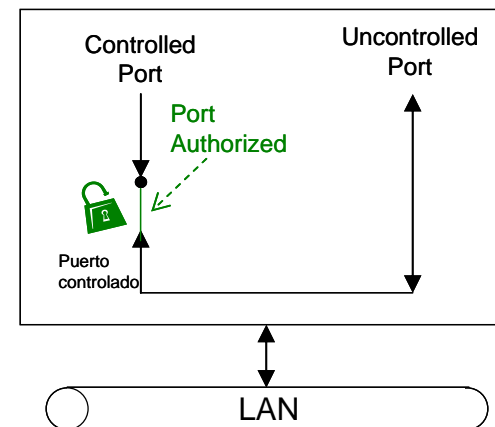 Controlled
Port
Uncontrolled
Port
Port
Authorized
Puerto
controlado
LAN